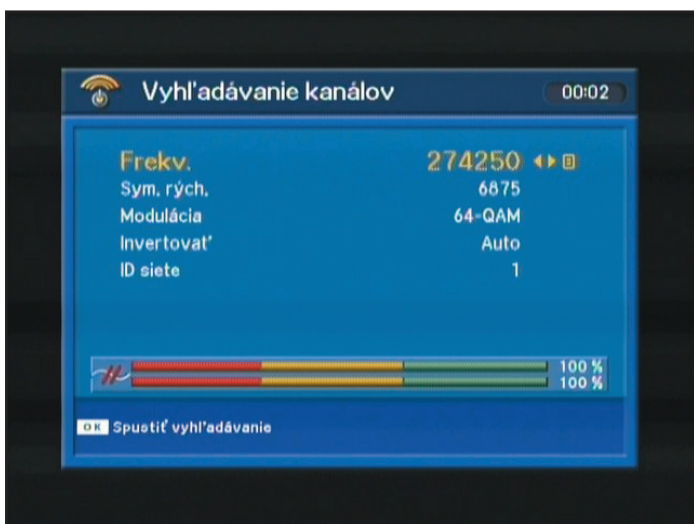 Vyhľadávanie kanálov 00:02
Frekv. 274250
Sym. rých. 6875
Modulácia 64-QAM
Invertovať Auto
ID siete 1
100 %
100 %
OK Spustiť vyhľadávanie